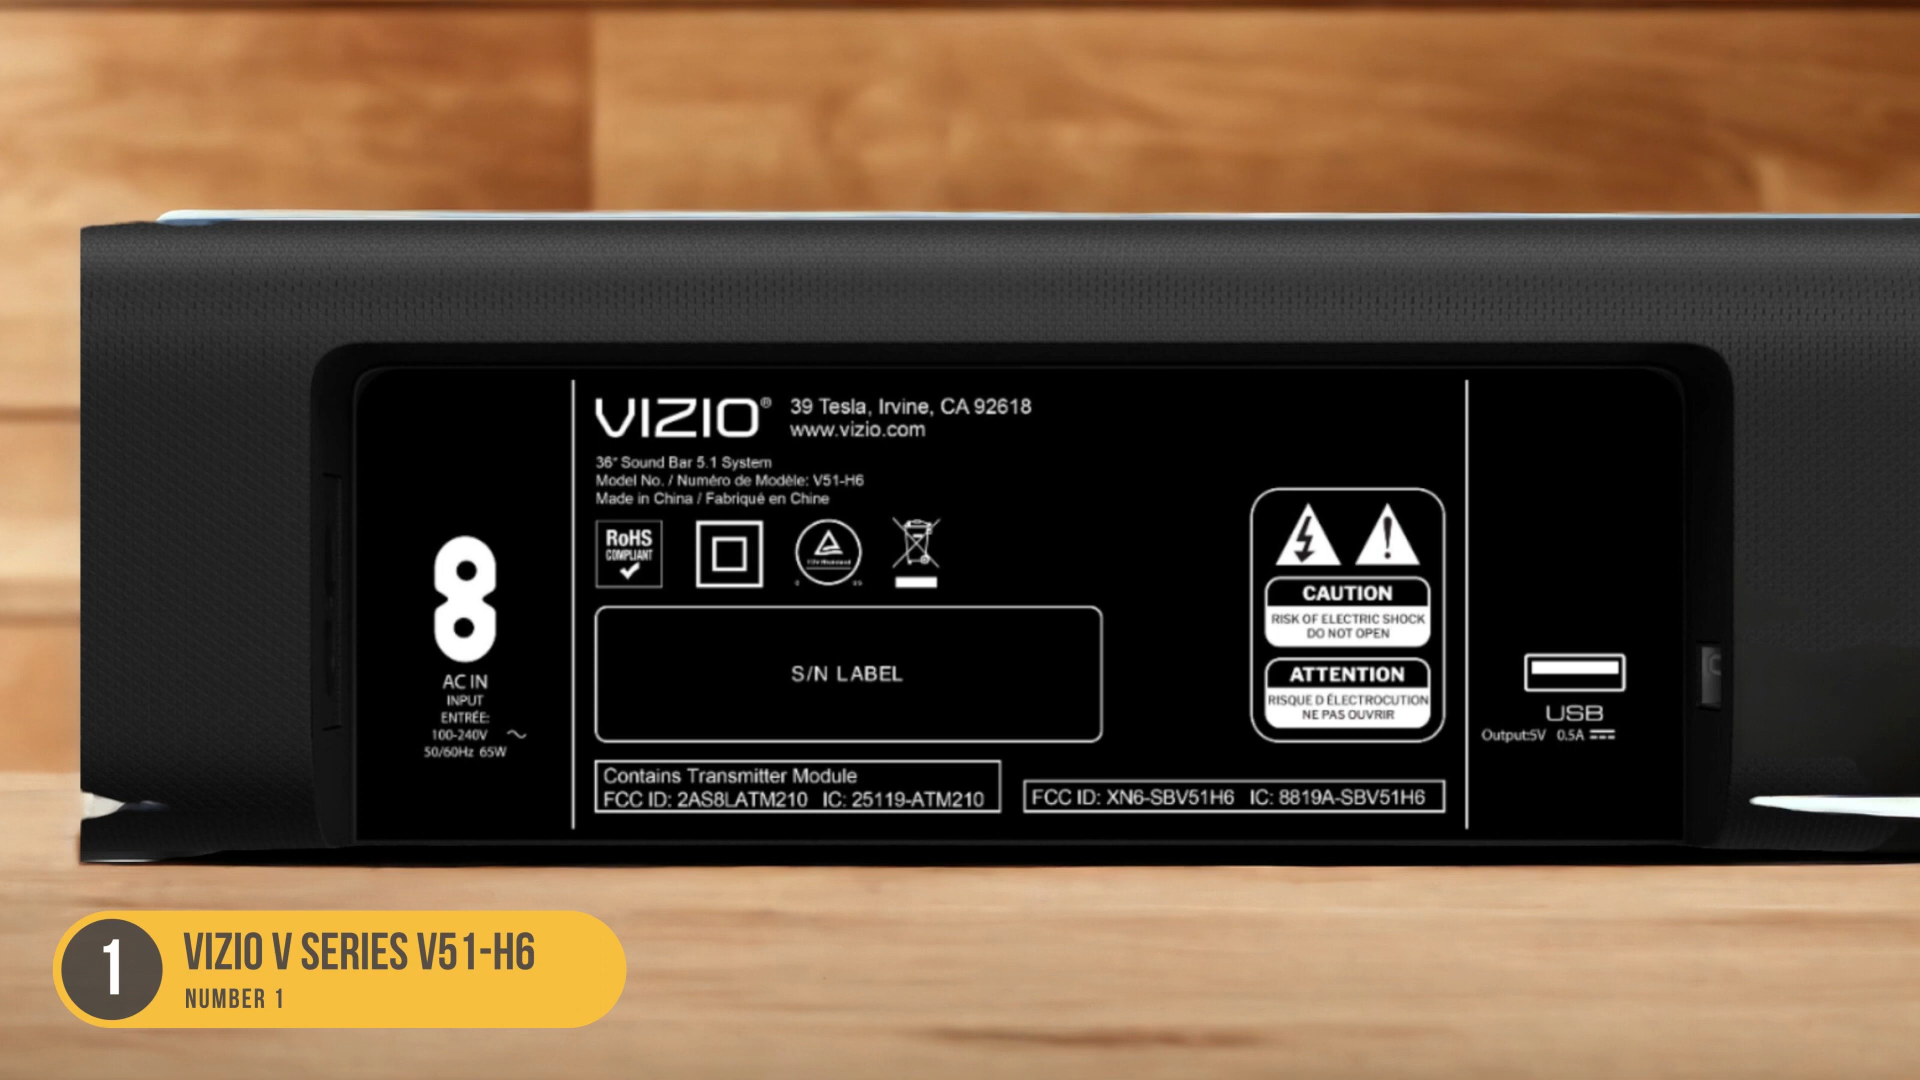 VIZIO® 39 Tesla, Irvine, CA 92618
www.vizio.com
36" Sound Bar 5.1 System
Model No. / Numéro de Modèle: V51-H6
Made in China / Fabriqué en Chine
RoHS
COMPLIANT
AC IN
INPUT
ENTRÉE:
100-240V ~
50/60Hz 65W
S/N LABEL
CAUTION
RISK OF ELECTRIC SHOCK
DO NOT OPEN
ATTENTION
RISQUE D ÉLECTROCUTION
NE PAS OUVRIR
USB
Output:5V 0.5A
Contains Transmitter Module
FCC ID: 2AS8LATM210 IC: 25119-ATM210
FCC ID: XN6-SBV51H6 IC: 8819A-SBV51H6
1
VIZIO V SERIES V51-H6
NUMBER 1